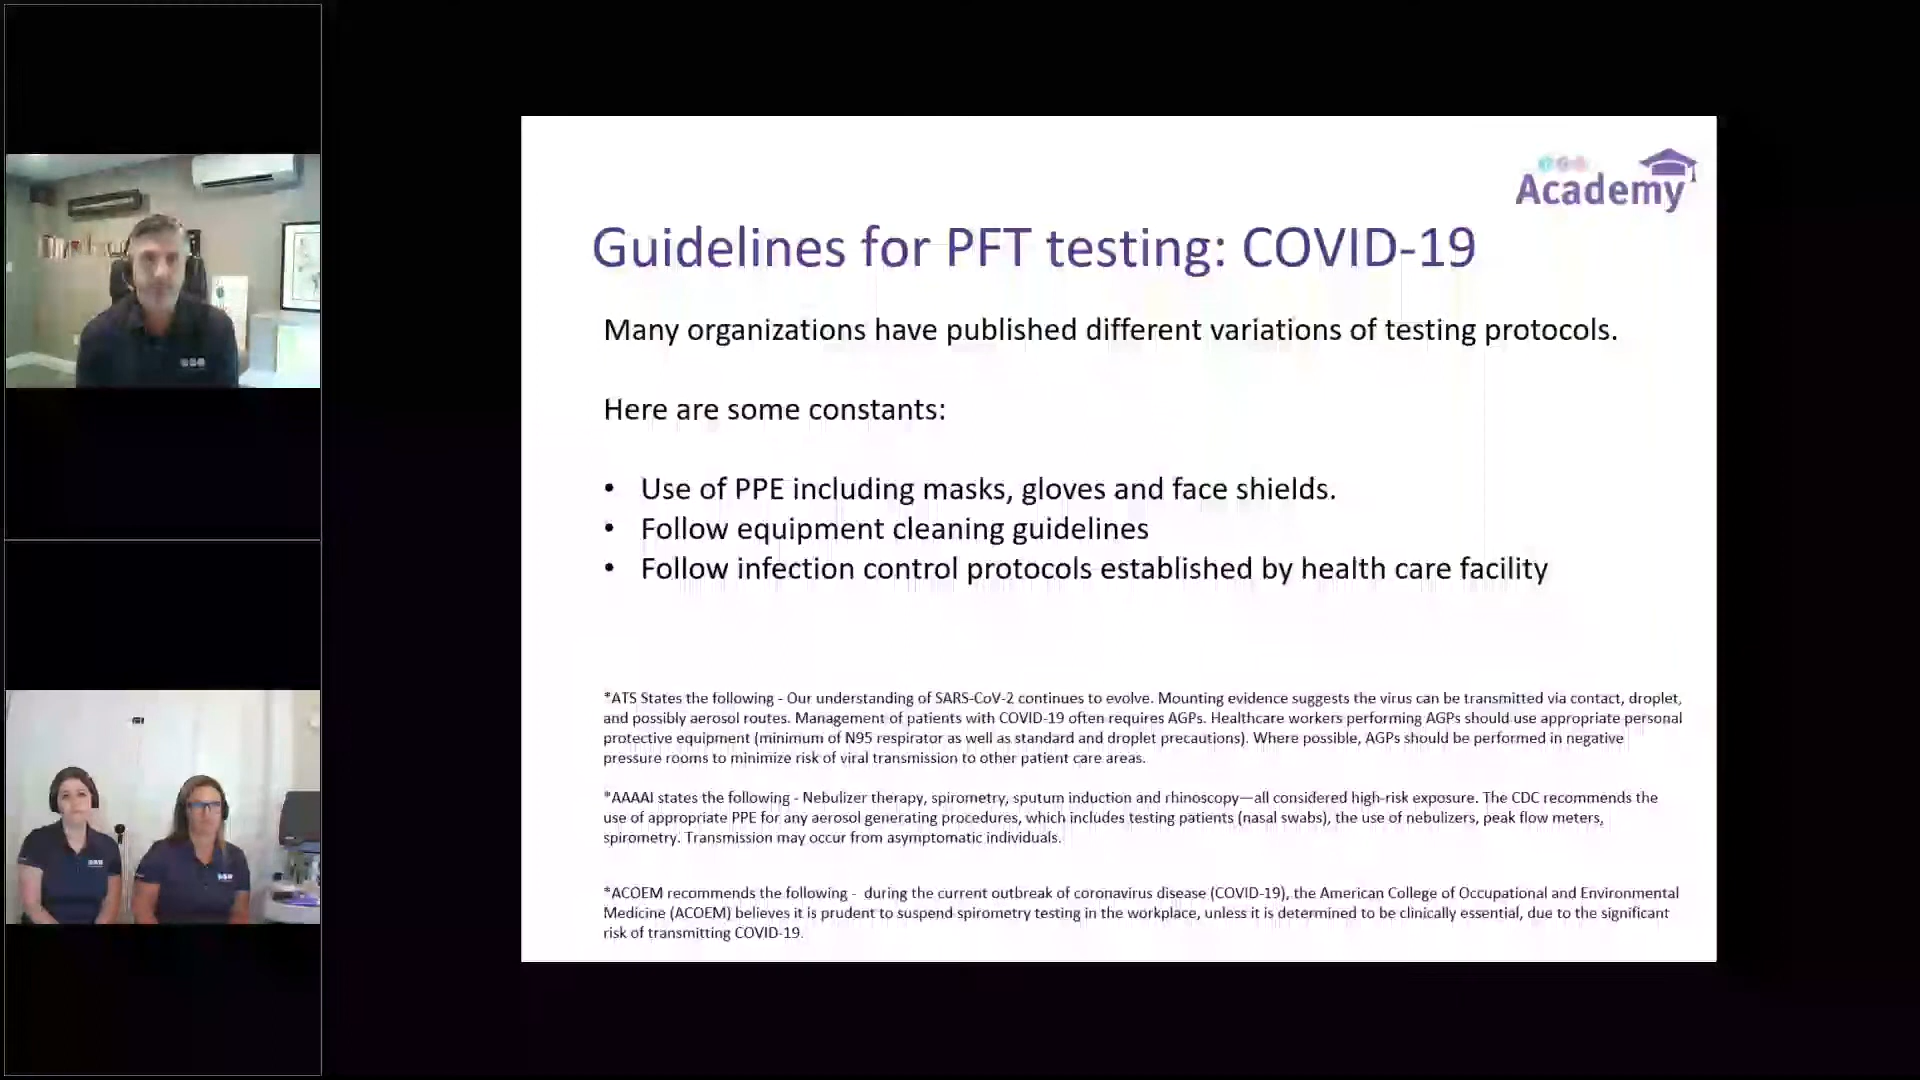 Academy
Guidelines for PFT testing: COVID-19
Many organizations have published different variations of testing protocols.
Here are some constants:
• Use of PPE including masks, gloves and face shields.
• Follow equipment cleaning guidelines
• Follow infection control protocols established by health care facility
*ATS States the following - Our understanding of SARS-CoV-2 continues to evolve. Mounting evidence suggests the virus can be transmitted via contact, droplet,
and possibly aerosol routes. Management of patients with COVID-19 often requires AGPs. Healthcare workers performing AGPs should use appropriate personal
protective equipment (minimum of N95 respirator as well as standard and droplet precautions). Where possible, AGPs should be performed in negative
pressure rooms to minimize risk of viral transmission to other patient care areas.
*AAAAI states the following - Nebulizer therapy, spirometry, sputum induction and rhinoscopy—all considered high-risk exposure. The CDC recommends the
use of appropriate PPE for any aerosol generating procedures, which includes testing patients (nasal swabs), the use of nebulizers, peak flow meters,
spirometry. Transmission may occur from asymptomatic individuals.
*ACOEM recommends the following - during the current outbreak of coronavirus disease (COVID-19), the American College of Occupational and Environmental
Medicine (ACOEM) believes it is prudent to suspend spirometry testing in the workplace, unless it is determined to be clinically essential, due to the significant
risk of transmitting COVID-19.